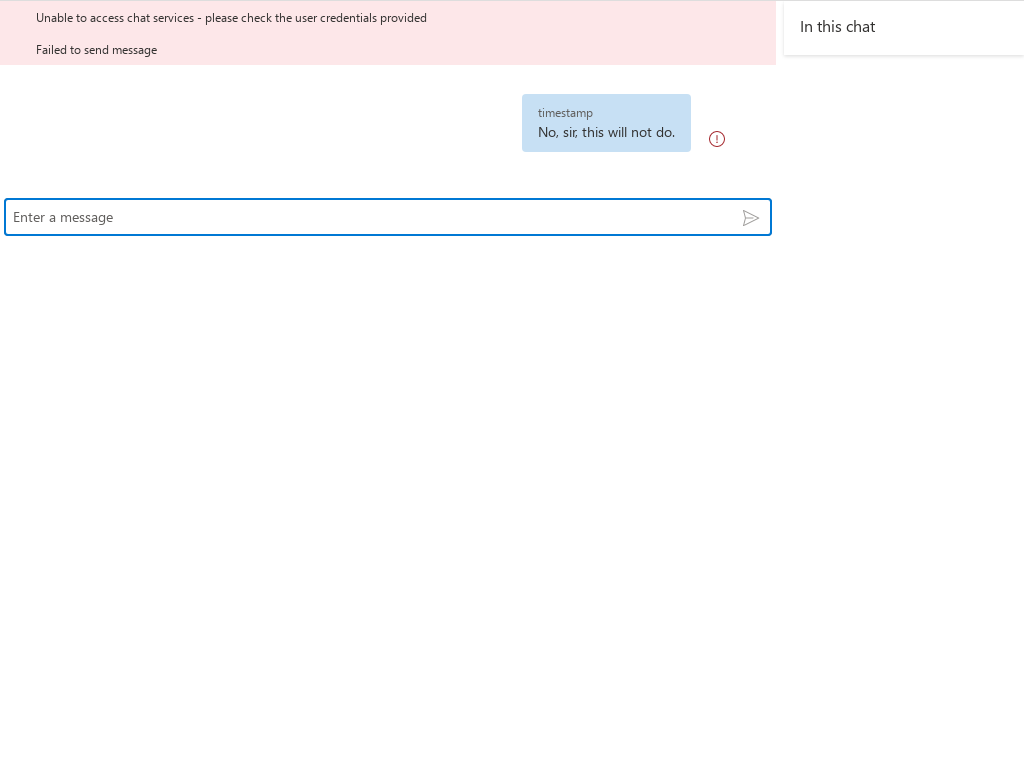 Unable to access chat services - please check the user credentials provided
Failed to send message
In this chat
timestamp
No, sir, this will not do.
Enter a message